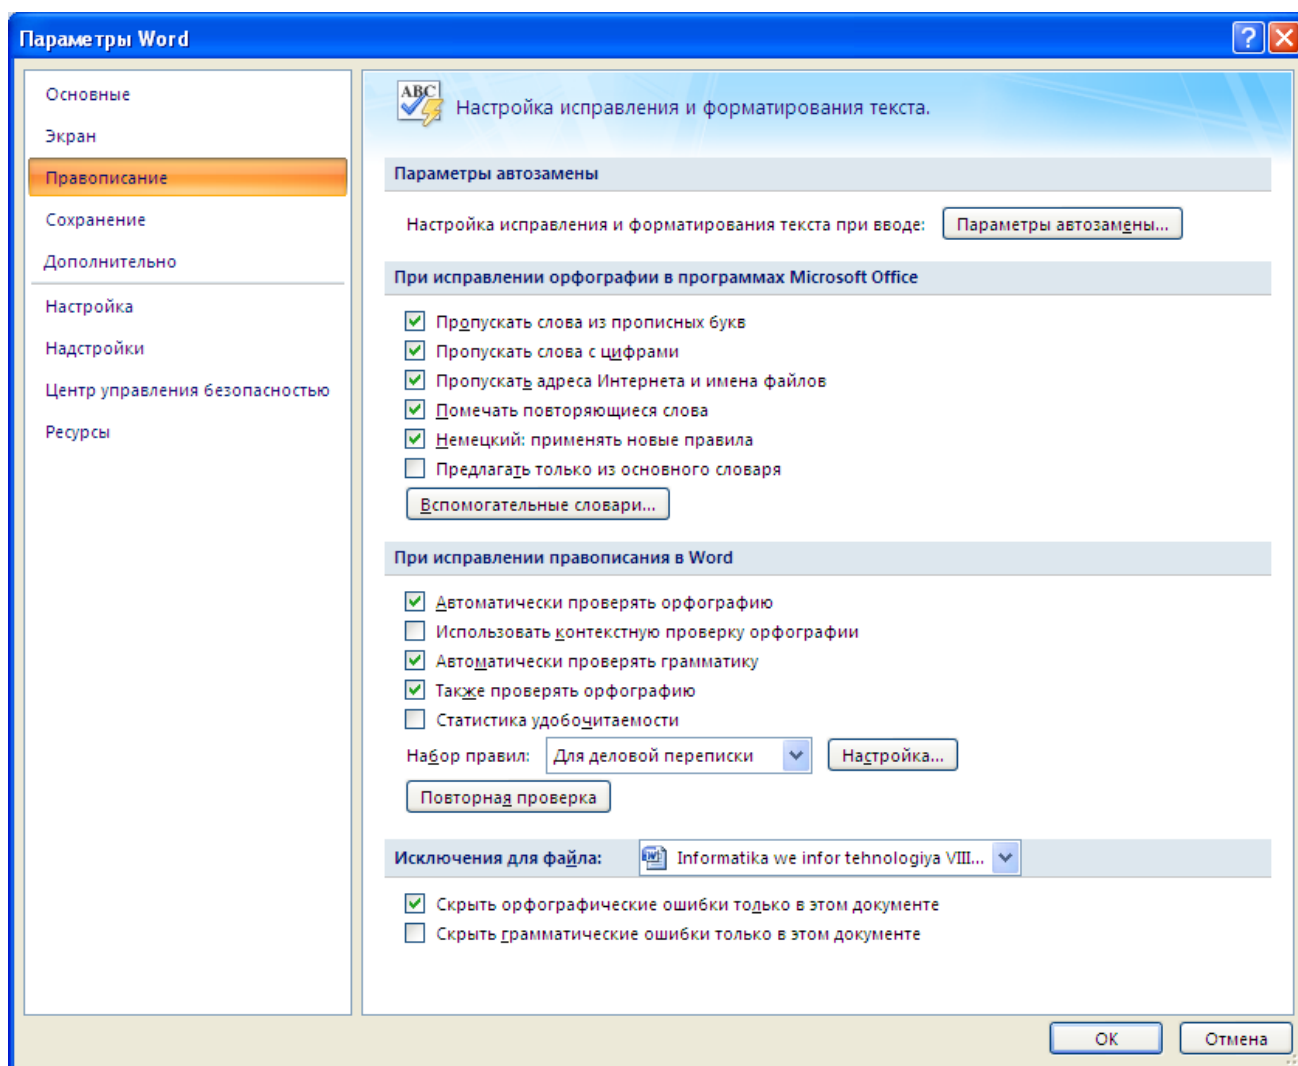 Параметры Word
Основные
Экран
Правописание
Сохранение
Дополнительно
Настройка
Надстройки
Центр управления безопасностью
Ресурсы
ABC
Настройка исправления и форматирования текста.
Параметры автозамены
Настройка исправления и форматирования текста при вводе: Параметры автозамены...
При исправлении орфографии в программах Microsoft Office
Пропускать слова из прописных букв
Пропускать слова с цифрами
Пропускать адреса Интернета и имена файлов
Помечать повторяющиеся слова
Немецкий: применять новые правила
Предлагать только из основного словаря
Вспомогательные словари...
При исправлении правописания в Word
Автоматически проверять орфографию
Использовать контекстную проверку орфографии
Автоматически проверять грамматику
Также проверять орфографию
Статистика удобочитаемости
Набор правил: Для деловой переписки Настройка...
Повторная проверка
Исключения для файла: Informatika we infor tehnologiya VIII...
Скрыть орфографические ошибки только в этом документе
Скрыть грамматические ошибки только в этом документе
ОК Отмена